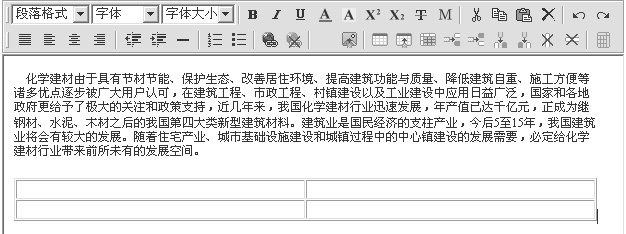 段落格式 字体 字体大小 B I U A A X² X₂ T M
化学建材由于具有节材节能、保护生态、改善居住环境、提高建筑功能与质量、降低建筑自重、施工方便等
诸多优点逐步被广大用户认可，在建筑工程、市政工程、村镇建设以及工业建设中应用日益广泛，国家和各地
政府更给予了极大的关注和政策支持，近几年来，我国化学建材行业迅速发展，年产值已达千亿元，正成为继
钢材、水泥、木材之后的我国第四大类新型建筑材料。建筑业是国民经济的支柱产业，今后5至15年，我国建筑
业将会有较大的发展。随着住宅产业、城市基础设施建设和城镇过程中的中心镇建设的发展需要，必定给化学
建材行业带来前所未有的发展空间。